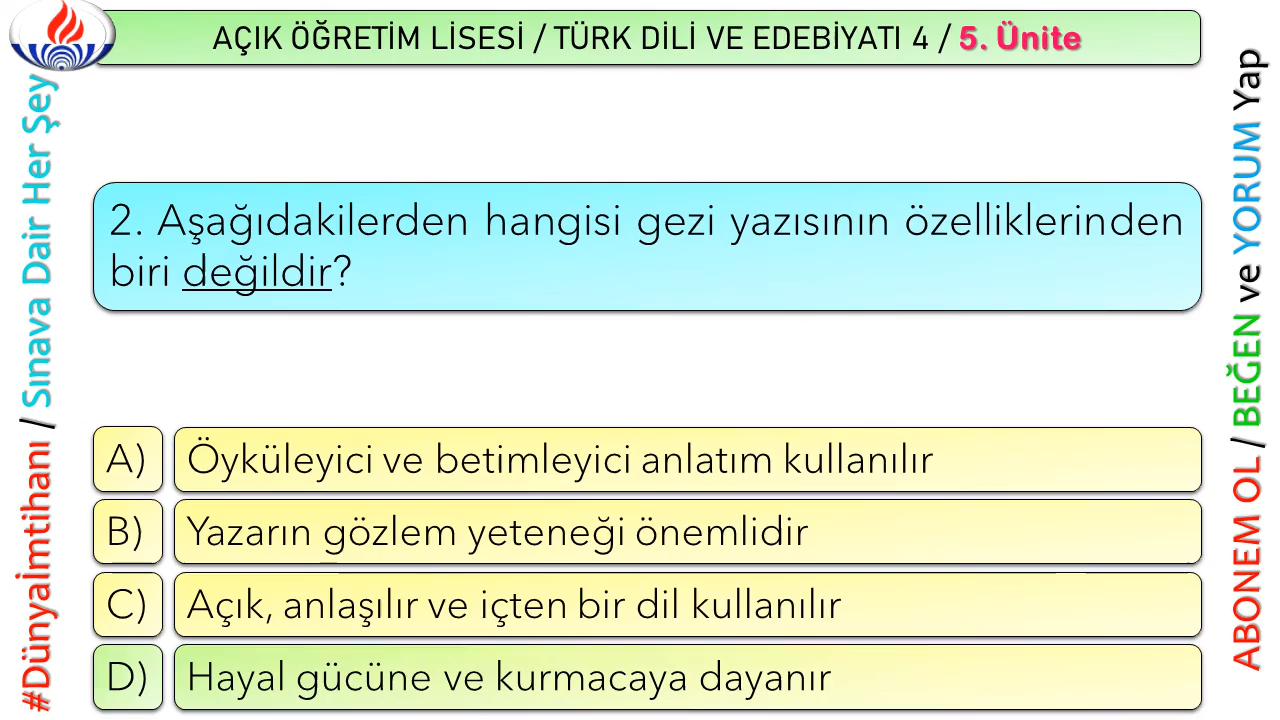 AÇIK ÖĞRETİM LİSESİ / TÜRK DİLİ VE EDEBİYATI 4 / 5. Ünite
#Dünyaİmtihanı / Sınava Dair Her Şey
2. Aşağıdakilerden hangisi gezi yazısının özelliklerinden
biri değildir?
A) Öyküleyici ve betimleyici anlatım kullanılır
B) Yazarın gözlem yeteneği önemlidir
C) Açık, anlaşılır ve içten bir dil kullanılır
D) Hayal gücüne ve kurmacaya dayanır
ABONEM OL / BEĞEN ve YORUM Yap